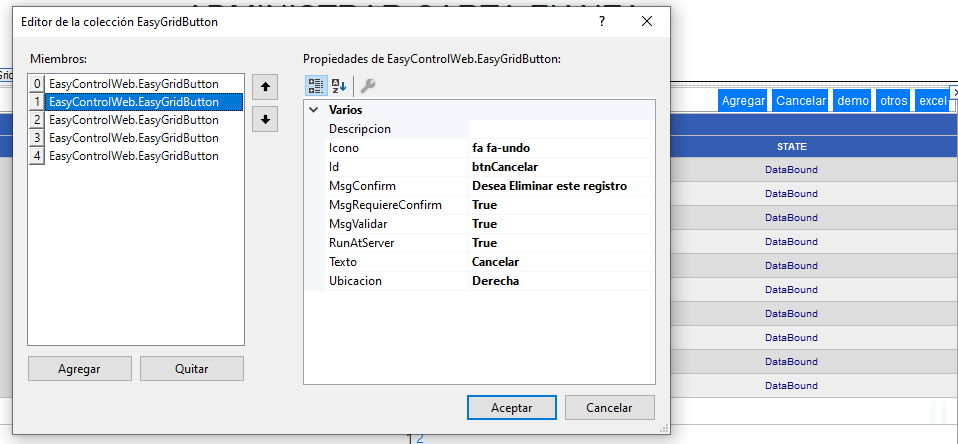 Editor de la colección EasyGridButton
?
Miembros:
Propiedades de EasyControlWeb.EasyGridButton:
0 EasyControlWeb.EasyGridButton
1 EasyControlWeb.EasyGridButton
2 EasyControlWeb.EasyGridButton
3 EasyControlWeb.EasyGridButton
4 EasyControlWeb.EasyGridButton
Agregar
Quitar
Varios
Descripcion
Icono fa fa-undo
Id btnCancelar
MsgConfirm Desea Eliminar este registro
MsgRequiereConfirm True
MsgValidar True
RunAtServer True
Texto Cancelar
Ubicacion Derecha
Aceptar
Cancelar
Agregar Cancelar demo otros excel
STATE
DataBound
DataBound
DataBound
DataBound
DataBound
DataBound
DataBound
DataBound
DataBound
DataBound
1 2